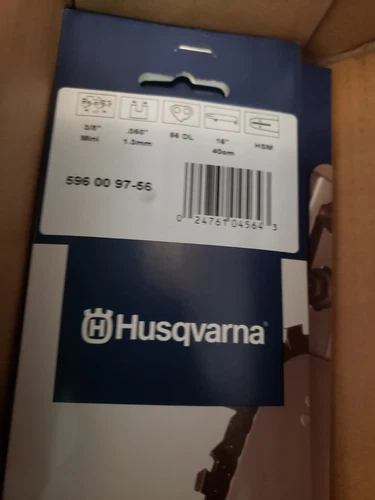 3/8" .050" 56 DL 16" HSM
Mini 1.3mm 40cm
596 00 97-56
0 24761 04564 3
Husqvarna